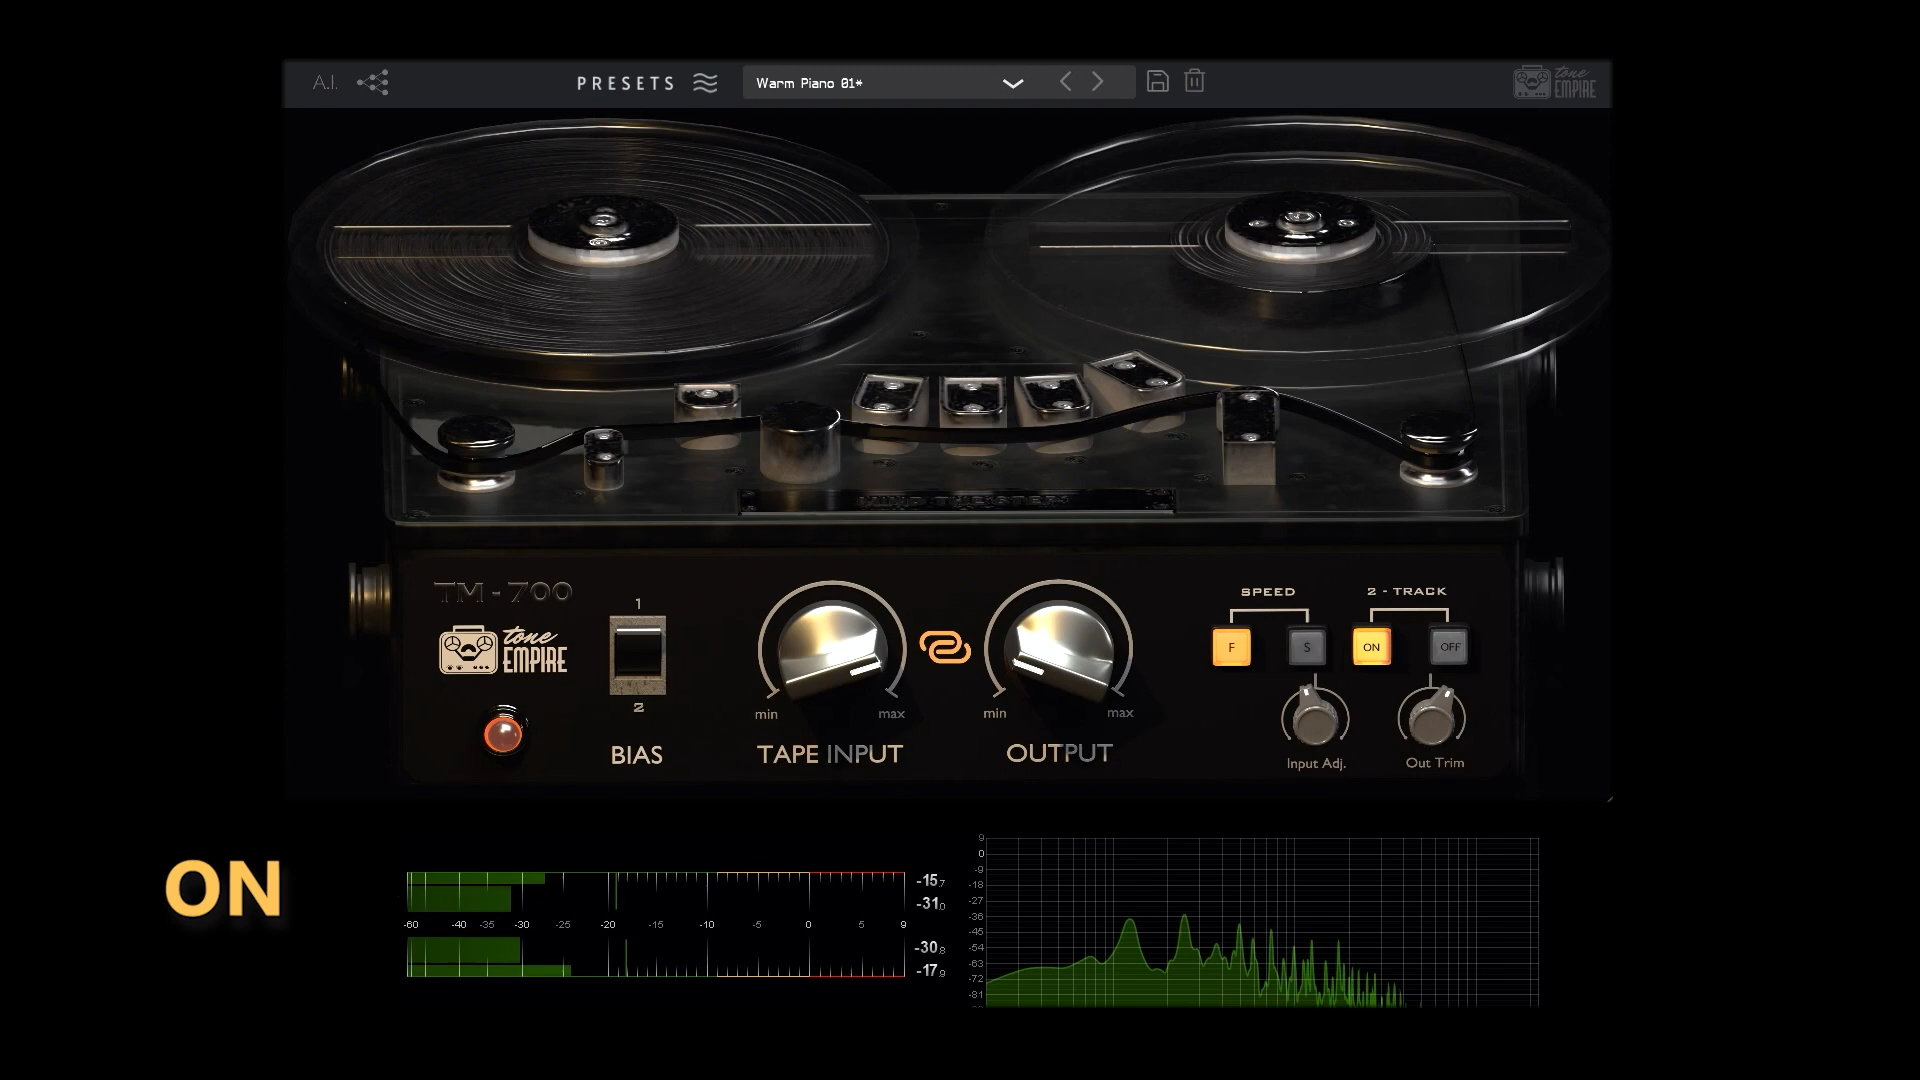 A.I.
PRESETS
Warm Piano 01*
tone
EMPIRE
TM-700
tone
EMPIRE
1
2
BIAS
min
max
TAPE INPUT
min
max
OUTPUT
SPEED
2 - TRACK
F
S
ON
OFF
Input Adj.
Out Trim
ON
-15.7
-31.0
-60 -40 -35 -30 -25 -20 -15 -10 -5 0 5 9
-30.8
-17.9
9
0
-9
-18
-27
-36
-45
-54
-63
-72
-81